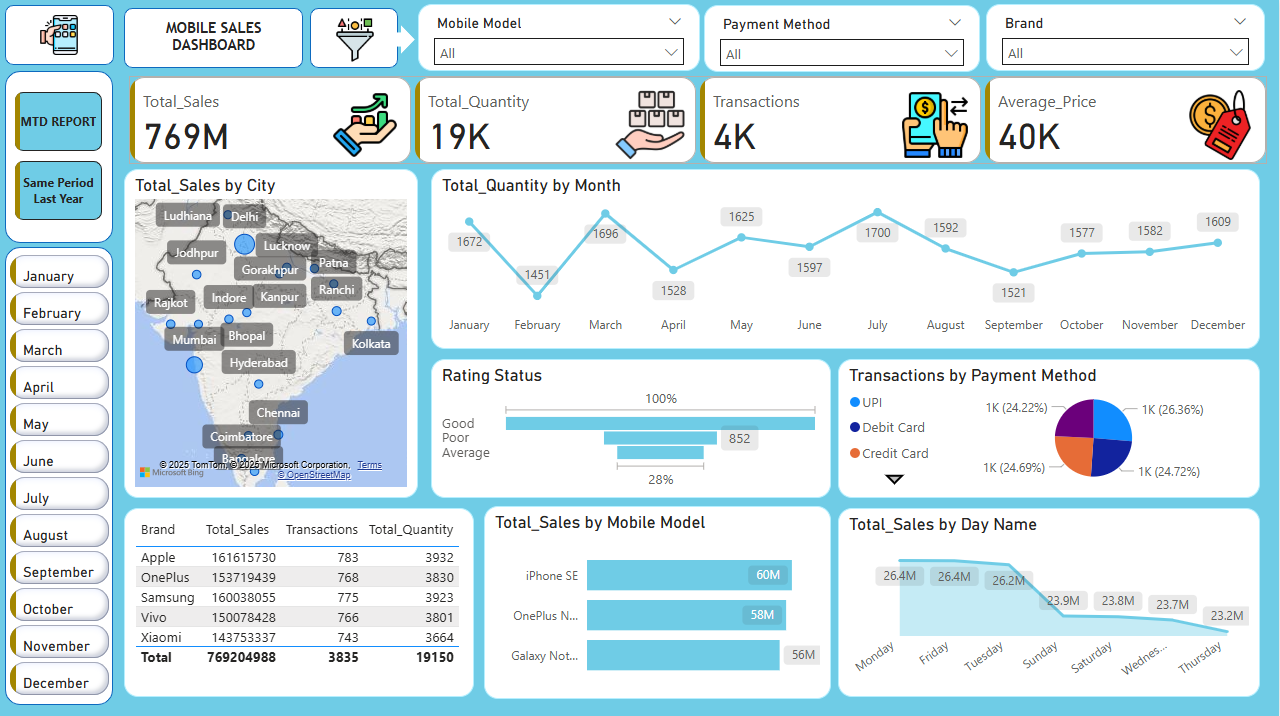 MOBILE SALES
DASHBOARD
Mobile Model
All
Payment Method
All
Brand
All
MTD REPORT
Same Period
Last Year
January
February
March
April
May
June
July
August
September
October
November
December
Total_Sales
769M
Total_Quantity
19K
Transactions
4K
Average_Price
40K
Total_Sales by City
Ludhiana
Delhi
Jodhpur
Lucknow
Gorakhpur
Patna
Rajkot
Indore
Kanpur
Ranchi
Mumbai
Bhopal
Kolkata
Hyderabad
Chennai
Coimbatore
Bangalore
© 2025 TomTom, © 2025 Microsoft Corporation, Terms
Microsoft Bing
© OpenStreetMap
Total_Quantity by Month
1672
1451
1696
1528
1625
1597
1700
1592
1521
1577
1582
1609
January February March April May June July August September October November December
Rating Status
100%
Good
Poor 852
Average
28%
Transactions by Payment Method
UPI
Debit Card
Credit Card
1K (24.22%)
1K (26.36%)
1K (24.69%)
1K (24.72%)
Brand Total_Sales Transactions Total_Quantity
Apple 161615730 783 3932
OnePlus 153719439 768 3830
Samsung 160038055 775 3923
Vivo 150078428 766 3801
Xiaomi 143753337 743 3664
Total 769204988 3835 19150
Total_Sales by Mobile Model
iPhone SE 60M
OnePlus N... 58M
Galaxy Not... 56M
Total_Sales by Day Name
26.4M
26.4M
26.2M
23.9M
23.8M
23.7M
23.2M
Monday Friday Tuesday Sunday Saturday Wednes... Thursday